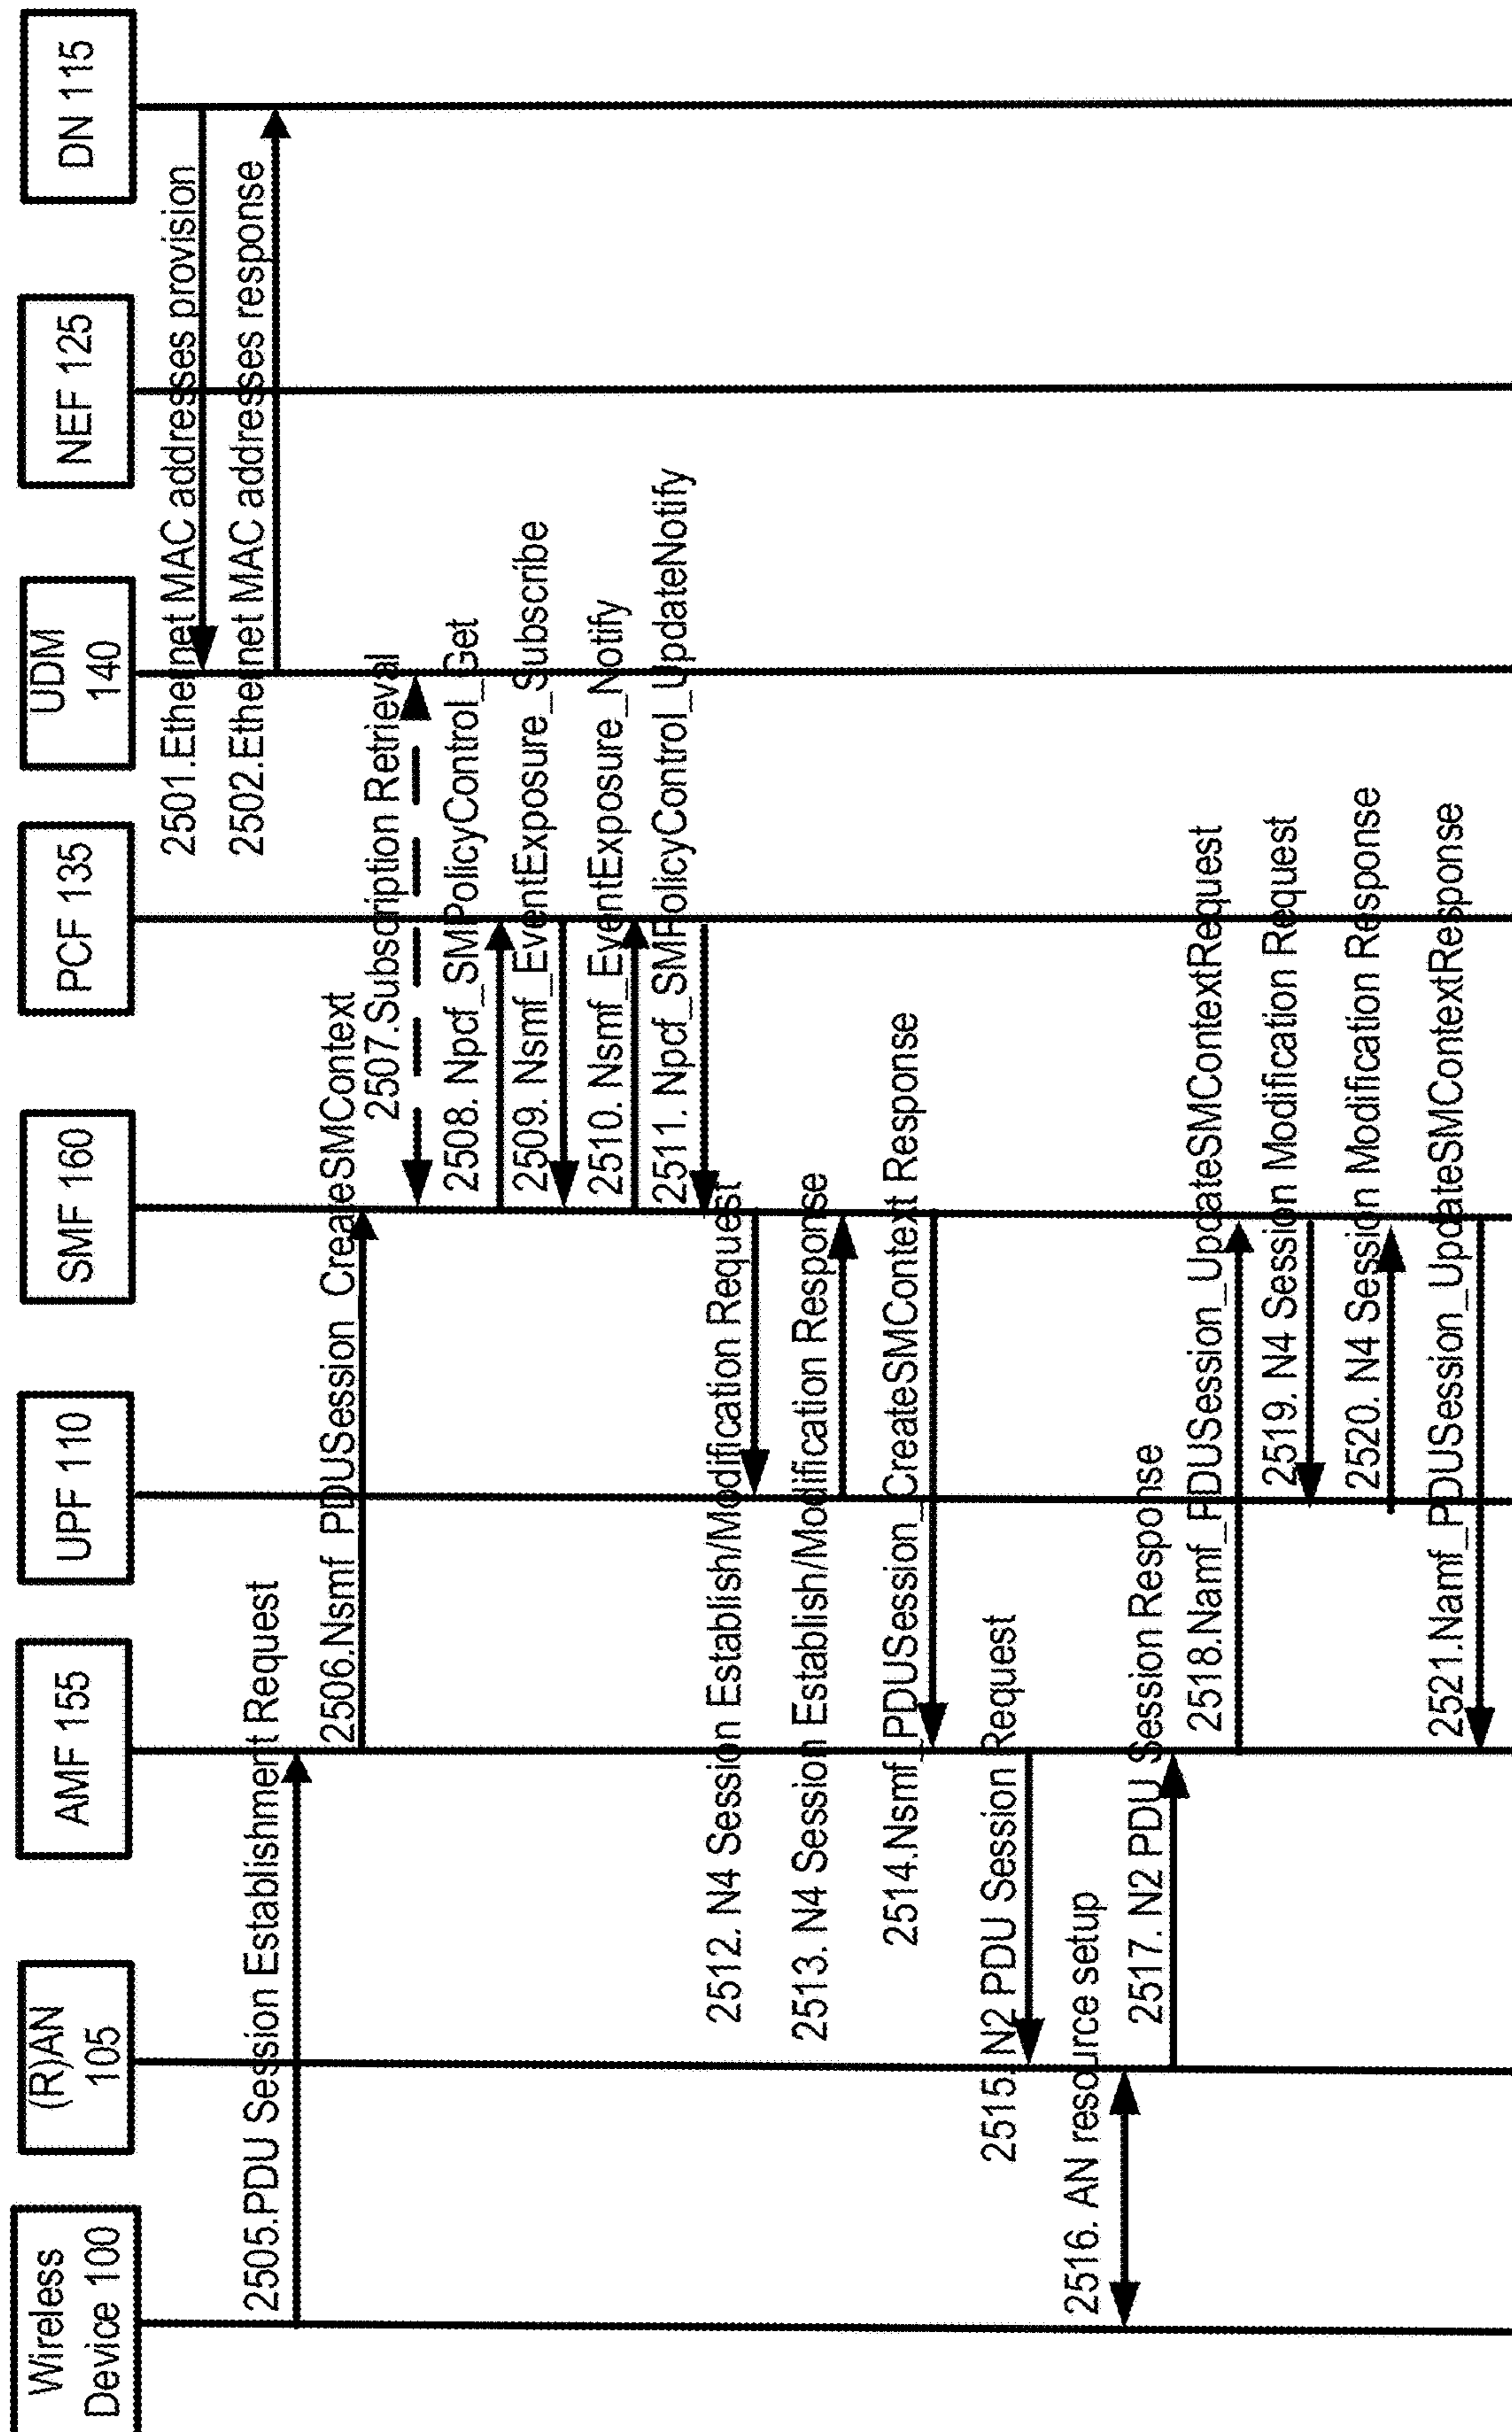 Wireless
Device 100
(R)AN
105
AMF 155
UPF 110
SMF 160
PCF 135
UDM
140
NEF 125
DN 115
2501.Ethernet MAC addresses provision
2502.Ethernet MAC addresses response
2505.PDU Session Establishment Request
2506.Nsmf_PDUSession_CreateSMContext
2507.Subscription Retrieval
2508. Npcf_SMPolicyControl_Get
2509. Nsmf_EventExposure_Subscribe
2510. Nsmf_EventExposure_Notify
2511. Npcf_SMPolicyControl_UpdateNotify
2512. N4 Session Establish/Modification Request
2513. N4 Session Establish/Modification Response
2514.Nsmf_PDUSession_CreateSMContext Response
2515. N2 PDU Session Request
2516. AN resource setup
2517. N2 PDU Session Response
2518.Namf_PDUSession_UpdateSMContextRequest
2519. N4 Session Modification Request
2520. N4 Session Modification Response
2521.Namf_PDUSession_UpdateSMContextResponse